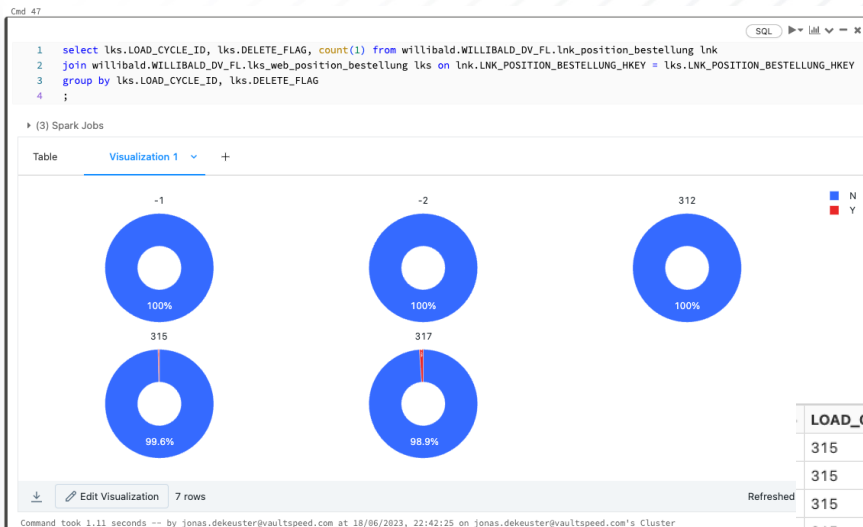 Cmd 47
SQL
1 select lks.LOAD_CYCLE_ID, lks.DELETE_FLAG, count(1) from willibald.WILLIBALD_DV_FL.lnk_position_bestellung lnk
2 join willibald.WILLIBALD_DV_FL.lks_web_position_bestellung lks on lnk.LNK_POSITION_BESTELLUNG_HKEY = lks.LNK_POSITION_BESTELLUNG_HKEY
3 group by lks.LOAD_CYCLE_ID, lks.DELETE_FLAG
4 ;
(3) Spark Jobs
Table Visualization 1 +
-1 -2 312
N
Y
100% 100% 100%
315 317
99.6% 98.9%
LOAD_C
315
315
315
Edit Visualization 7 rows Refreshed
Command took 1.11 seconds -- by jonas.dekeuster@vaultspeed.com at 18/06/2023, 22:42:25 on jonas.dekeuster@vaultspeed.com's Cluster